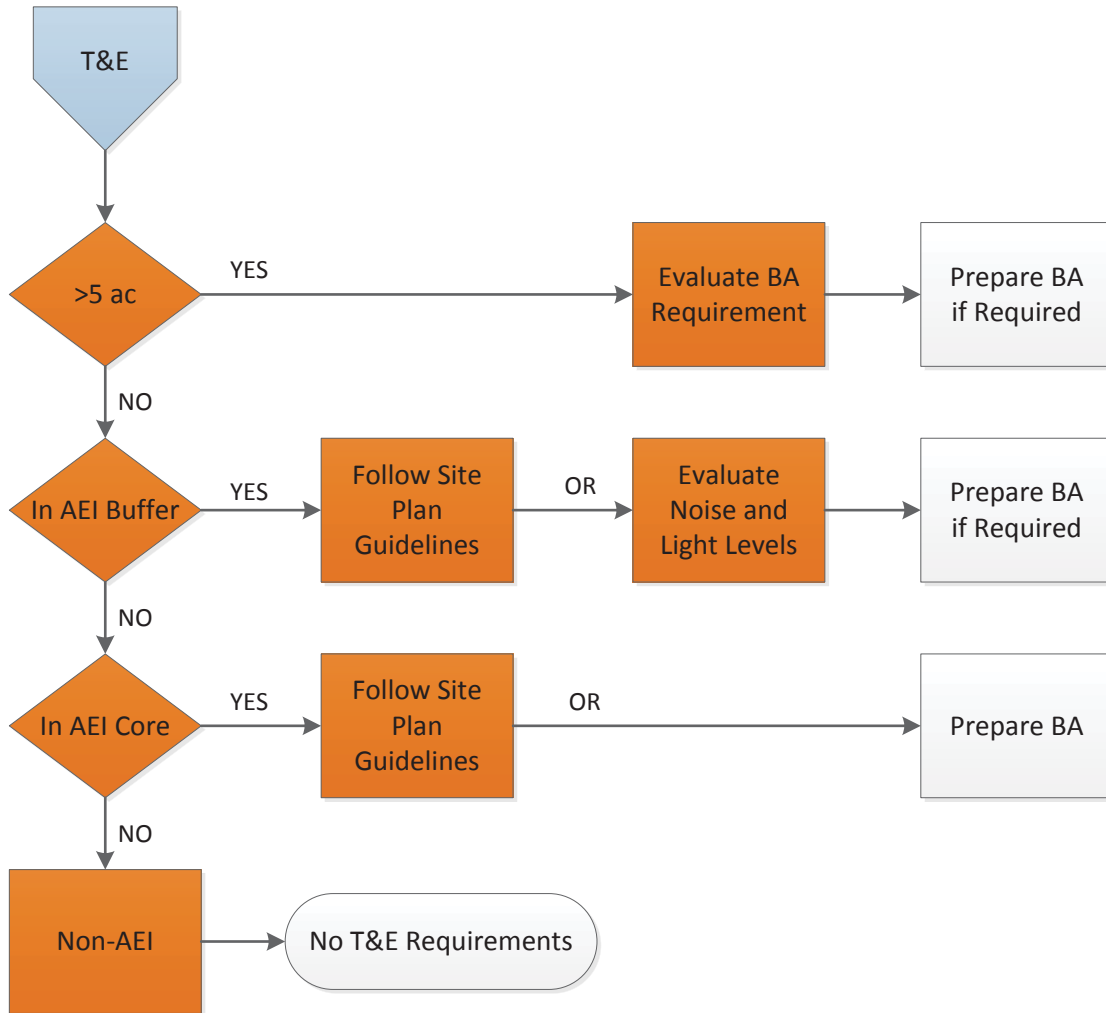 T&E
>5 ac
YES
Evaluate BA
Requirement
Prepare BA
if Required
NO
In AEI Buffer
YES
Follow Site
Plan
Guidelines
OR
Evaluate
Noise and
Light Levels
Prepare BA
if Required
NO
In AEI Core
YES
Follow Site
Plan
Guidelines
OR
Prepare BA
NO
Non-AEI
No T&E Requirements